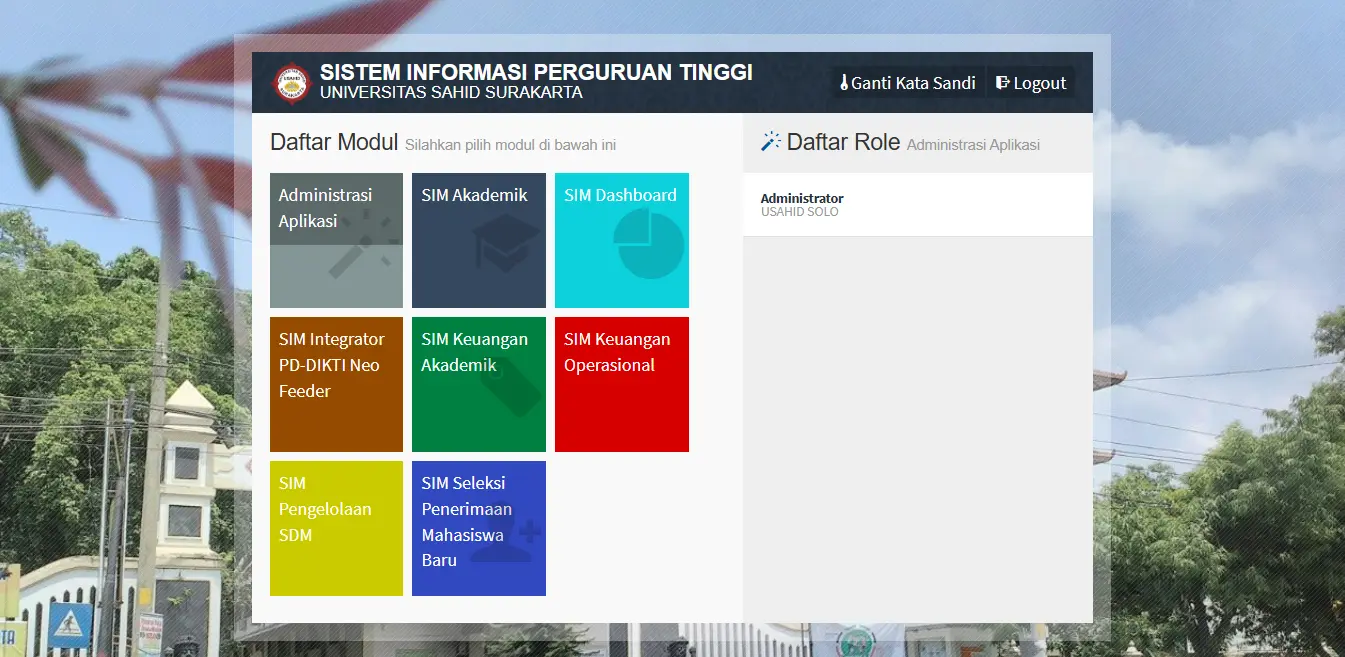 SISTEM INFORMASI PERGURUAN TINGGI
UNIVERSITAS SAHID SURAKARTA
Ganti Kata Sandi
Logout
Daftar Modul Silahkan pilih modul di bawah ini
Administrasi
Aplikasi
SIM Akademik
SIM Dashboard
SIM Integrator
PD-DIKTI Neo
Feeder
SIM Keuangan
Akademik
SIM Keuangan
Operasional
SIM
Pengelolaan
SDM
SIM Seleksi
Penerimaan
Mahasiswa
Baru
Daftar Role Administrasi Aplikasi
Administrator
USAHID SOLO